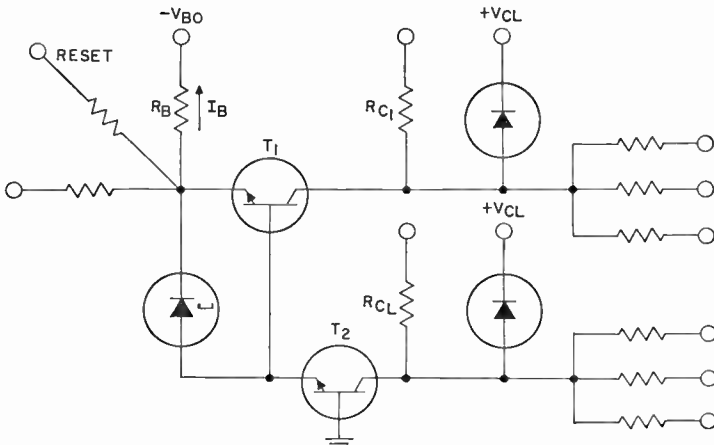 -VBO
+VCL
RESET
RB
IB
RC1
T1
+VCL
RCL
T2